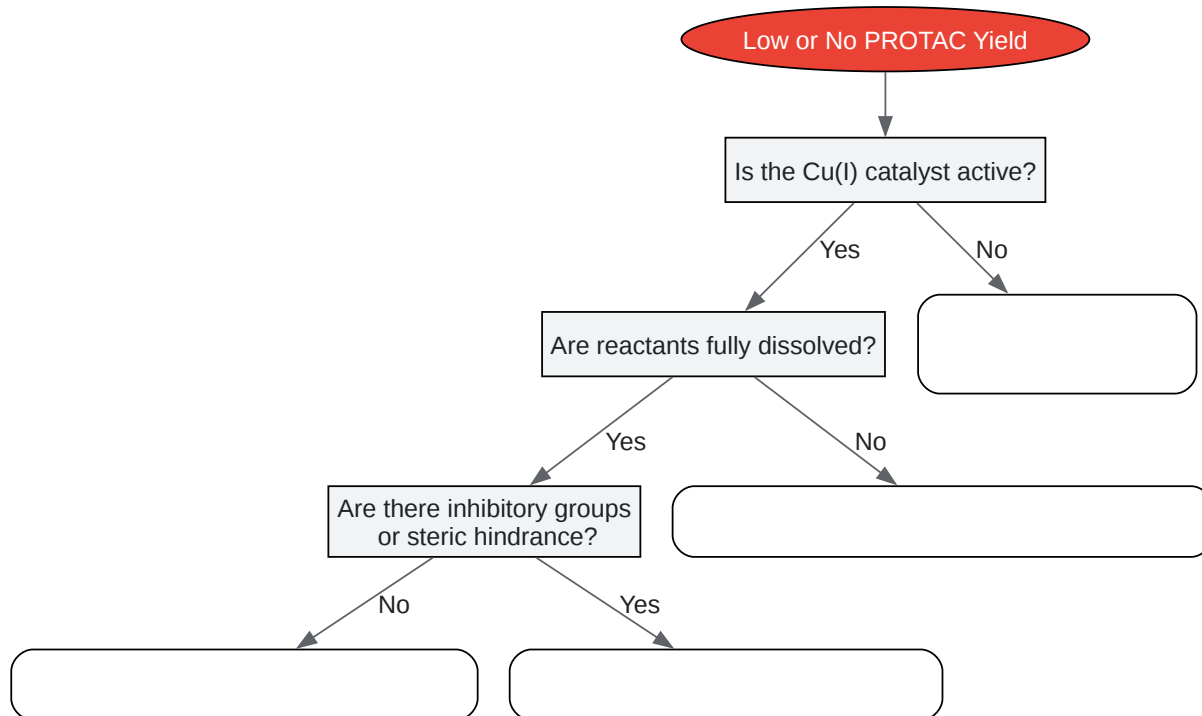 Low or No PROTAC Yield
Is the Cu(I) catalyst active?
Yes
No
Are reactants fully dissolved?
Yes
No
Are there inhibitory groups
or steric hindrance?
No
Yes